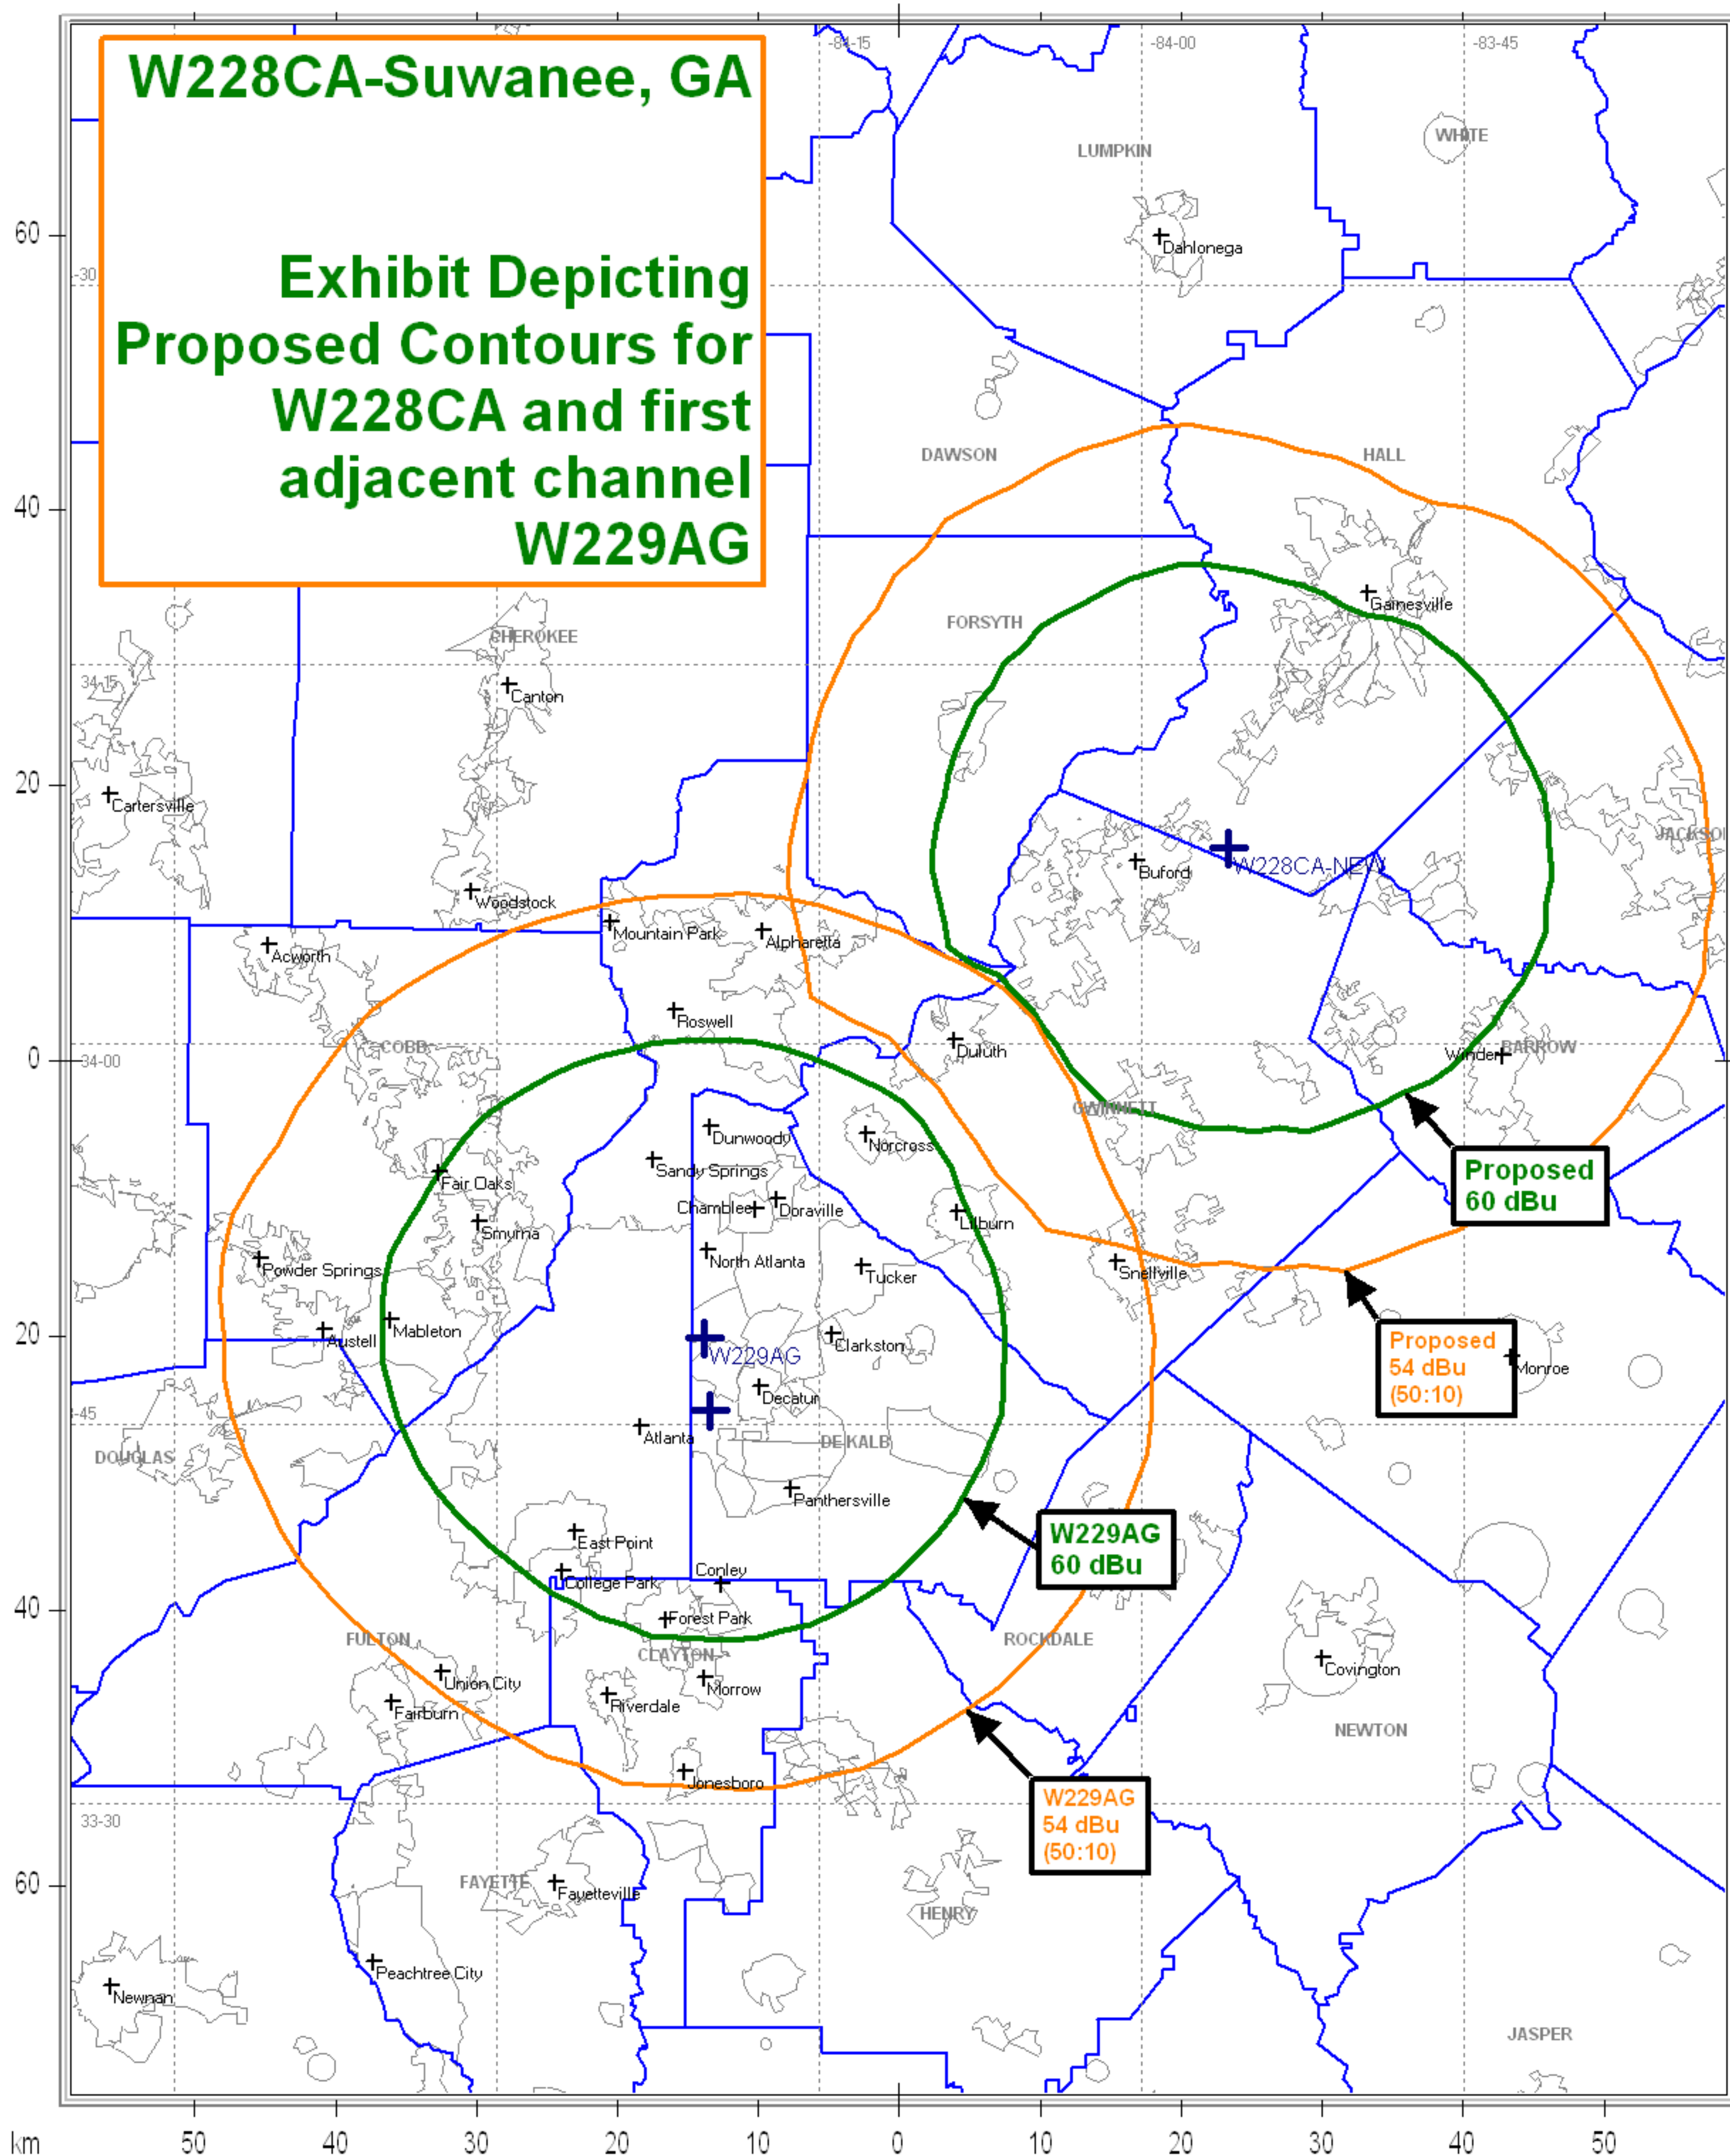 W228CA-Suwanee, GA
Exhibit Depicting
Proposed Contours for
W228CA and first
adjacent channel
W229AG
-84-15
-84-00
-83-45
LUMPKIN
WHITE
60
Dahlonega
-30
DAWSON
HALL
40
Gainesville
FORSYTH
CHEROKEE
34-15
Canton
20
Cartersville
JACKSO
Buford
W228CA-NEW
Woodstock
Mountain Park
Alpharetta
Acworth
Roswell
COBB
Duluth
Winder
BARROW
0
34-00
GWINNETT
Dunwoody
Norcross
Sandy Springs
Fair Oaks
Proposed
60 dBu
Chamblee
Doraville
Lilburn
Smyrna
North Atlanta
Tucker
Powder Springs
Snellville
20
Austell
Mableton
Clarkston
W229AG
Proposed
54 dBu
(50:10)
Monroe
Decatur
-45
Atlanta
DE KALB
DOUGLAS
Panthersville
East Point
W229AG
60 dBu
College Park
Conley
40
Forest Park
FULTON
CLAYTON
ROCKDALE
Covington
Union City
Morrow
Fairburn
Riverdale
NEWTON
Jonesboro
W229AG
54 dBu
(50:10)
33-30
60
FAYETTE
Fayetteville
HENRY
Peachtree City
Newnan
JASPER
km 50 40 30 20 10 0 10 20 30 40 50